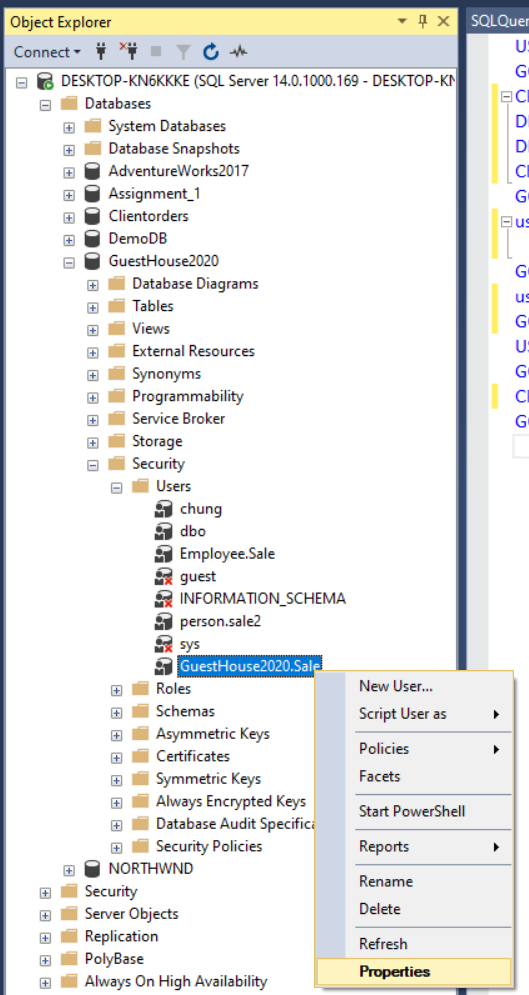 Object Explorer
SQLQuer
Connect
DESKTOP-KN6KKKE (SQL Server 14.0.1000.169 - DESKTOP-KN
Databases
System Databases
Database Snapshots
AdventureWorks2017
Assignment_1
Clientorders
DemoDB
GuestHouse2020
Database Diagrams
Tables
Views
External Resources
Synonyms
Programmability
Service Broker
Storage
Security
Users
chung
dbo
Employee.Sale
guest
INFORMATION_SCHEMA
person.sale2
sys
GuestHouse2020.Sale
Roles
Schemas
Asymmetric Keys
Certificates
Symmetric Keys
Always Encrypted Keys
Database Audit Specifica
Security Policies
NORTHWND
Security
Server Objects
Replication
PolyBase
Always On High Availability
New User...
Script User as
Policies
Facets
Start PowerShell
Reports
Rename
Delete
Refresh
Properties